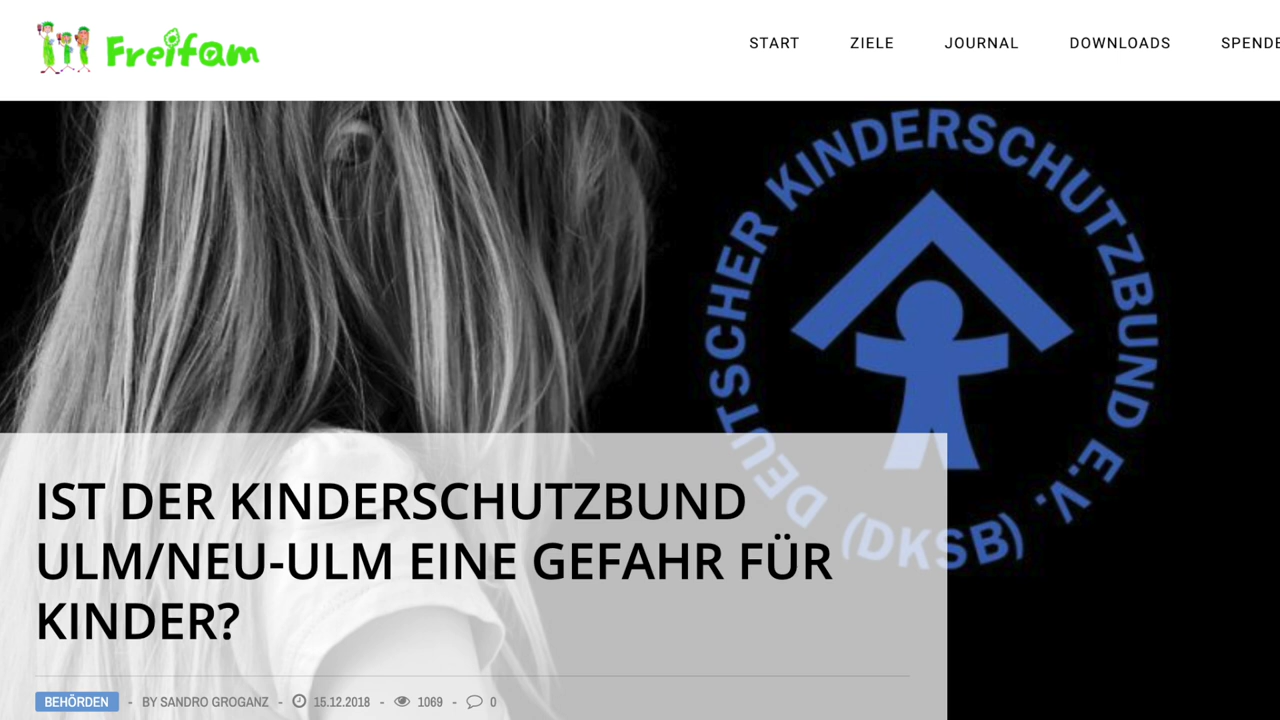 Freifam
START
ZIELE
JOURNAL
DOWNLOADS
SPENDE
DEUTSCHER KINDERSCHUTZBUND E.V. (DKSB)
IST DER KINDERSCHUTZBUND
ULM/NEU-ULM EINE GEFAHR FÜR
KINDER?
BEHÖRDEN - BY SANDRO GROGANZ - 15.12.2018 - 1069 - 0